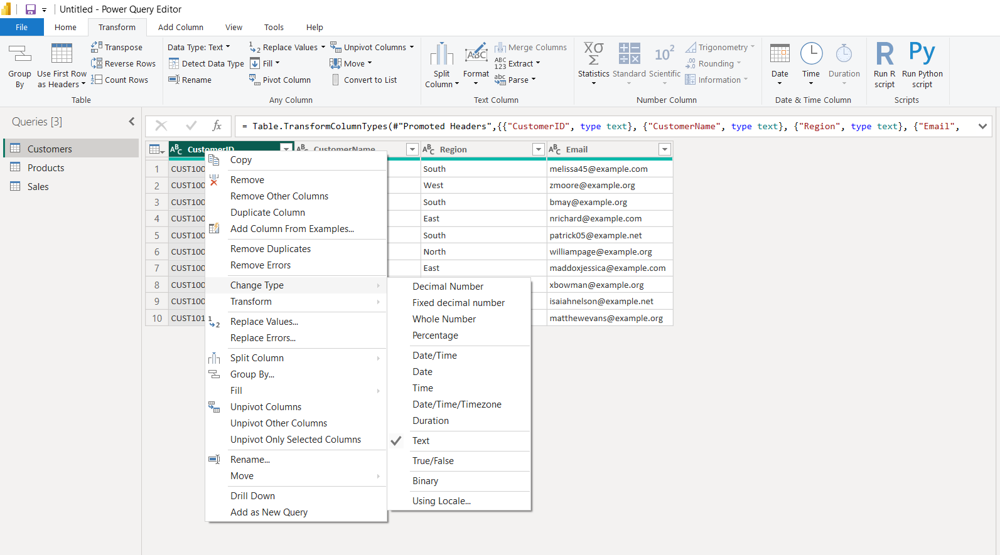 Untitled - Power Query Editor
File Home Transform Add Column View Tools Help
Group By
Use First Row as Headers
Transpose
Reverse Rows
Count Rows
Table
Data Type: Text
Detect Data Type
Rename
Replace Values
Fill
Pivot Column
Unpivot Columns
Move
Convert to List
Any Column
Split Column
Format
Merge Columns
Extract
Parse
Text Column
Statistics
Standard
Scientific
Trigonometry
Rounding
Information
Number Column
Date
Time
Duration
Date & Time Column
Run R script
Run Python script
Scripts
Queries [3]
Customers
Products
Sales
fx
= Table.TransformColumnTypes(#"Promoted Headers",{{"CustomerID", type text}, {"CustomerName", type text}, {"Region", type text}, {"Email",
CustomerID CustomerName Region Email
1 CUST100 South melissa45@example.com
2 CUST100 West zmoore@example.org
3 CUST100 South bmay@example.org
4 CUST100 East nrichard@example.com
5 CUST100 South patrick05@example.net
6 CUST100 North williampage@example.org
7 CUST100 East maddoxjessica@example.com
8 CUST100 xbowman@example.org
9 CUST100 isaiahnelson@example.net
10 CUST101 matthewevans@example.org
Copy
Remove
Remove Other Columns
Duplicate Column
Add Column From Examples...
Remove Duplicates
Remove Errors
Change Type
Transform
Replace Values...
Replace Errors...
Split Column
Group By...
Fill
Unpivot Columns
Unpivot Other Columns
Unpivot Only Selected Columns
Rename...
Move
Drill Down
Add as New Query
Decimal Number
Fixed decimal number
Whole Number
Percentage
Date/Time
Date
Time
Date/Time/Timezone
Duration
Text
True/False
Binary
Using Locale...